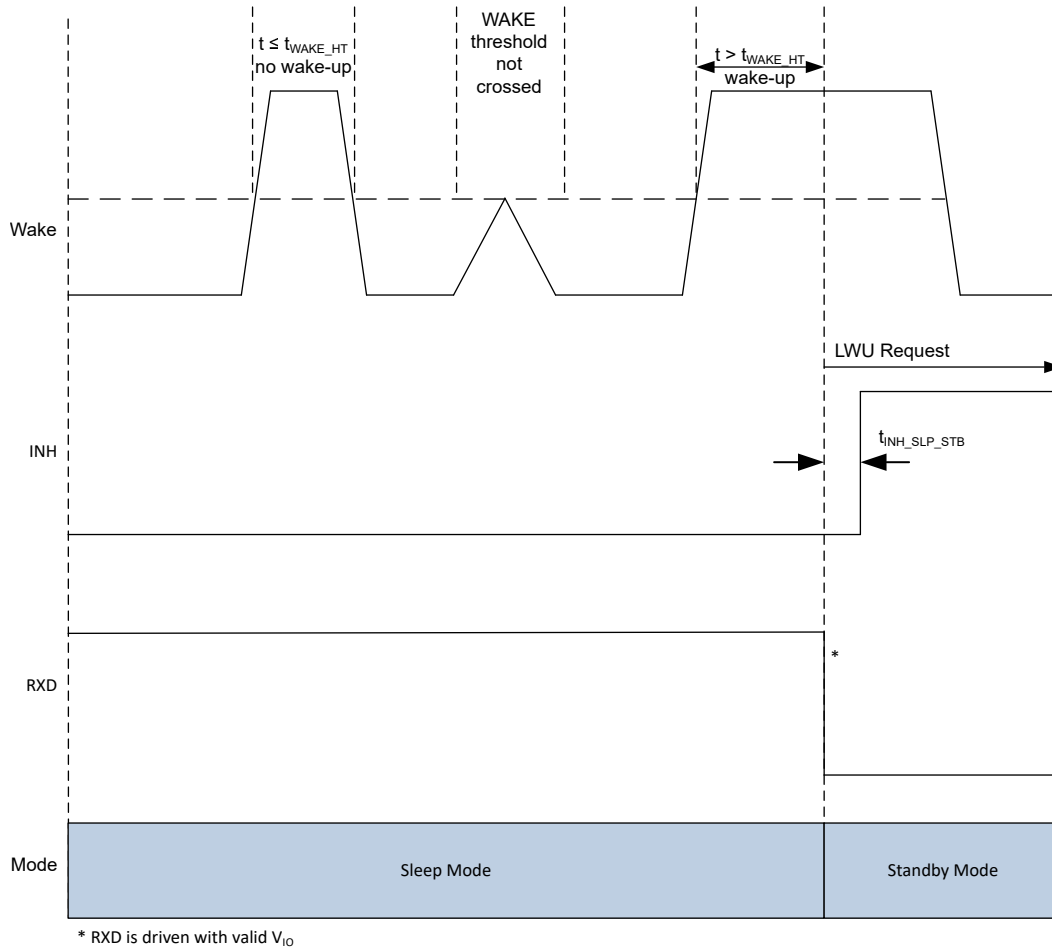 t ≤ tWAKE_HT
no wake-up
WAKE
threshold
not
crossed
t > tWAKE_HT
wake-up
Wake
LWU Request
INH
tINH_SLP_STB
*
RXD
Mode
Sleep Mode
Standby Mode
* RXD is driven with valid VIO